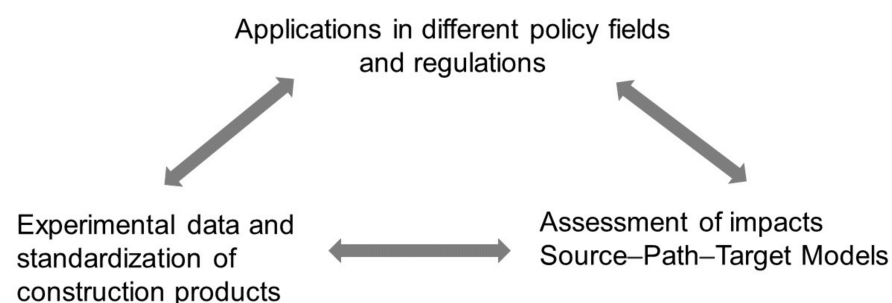 Applications in different policy fields
and regulations
Experimental data and
standardization of
construction products
Assessment of impacts
Source–Path–Target Models